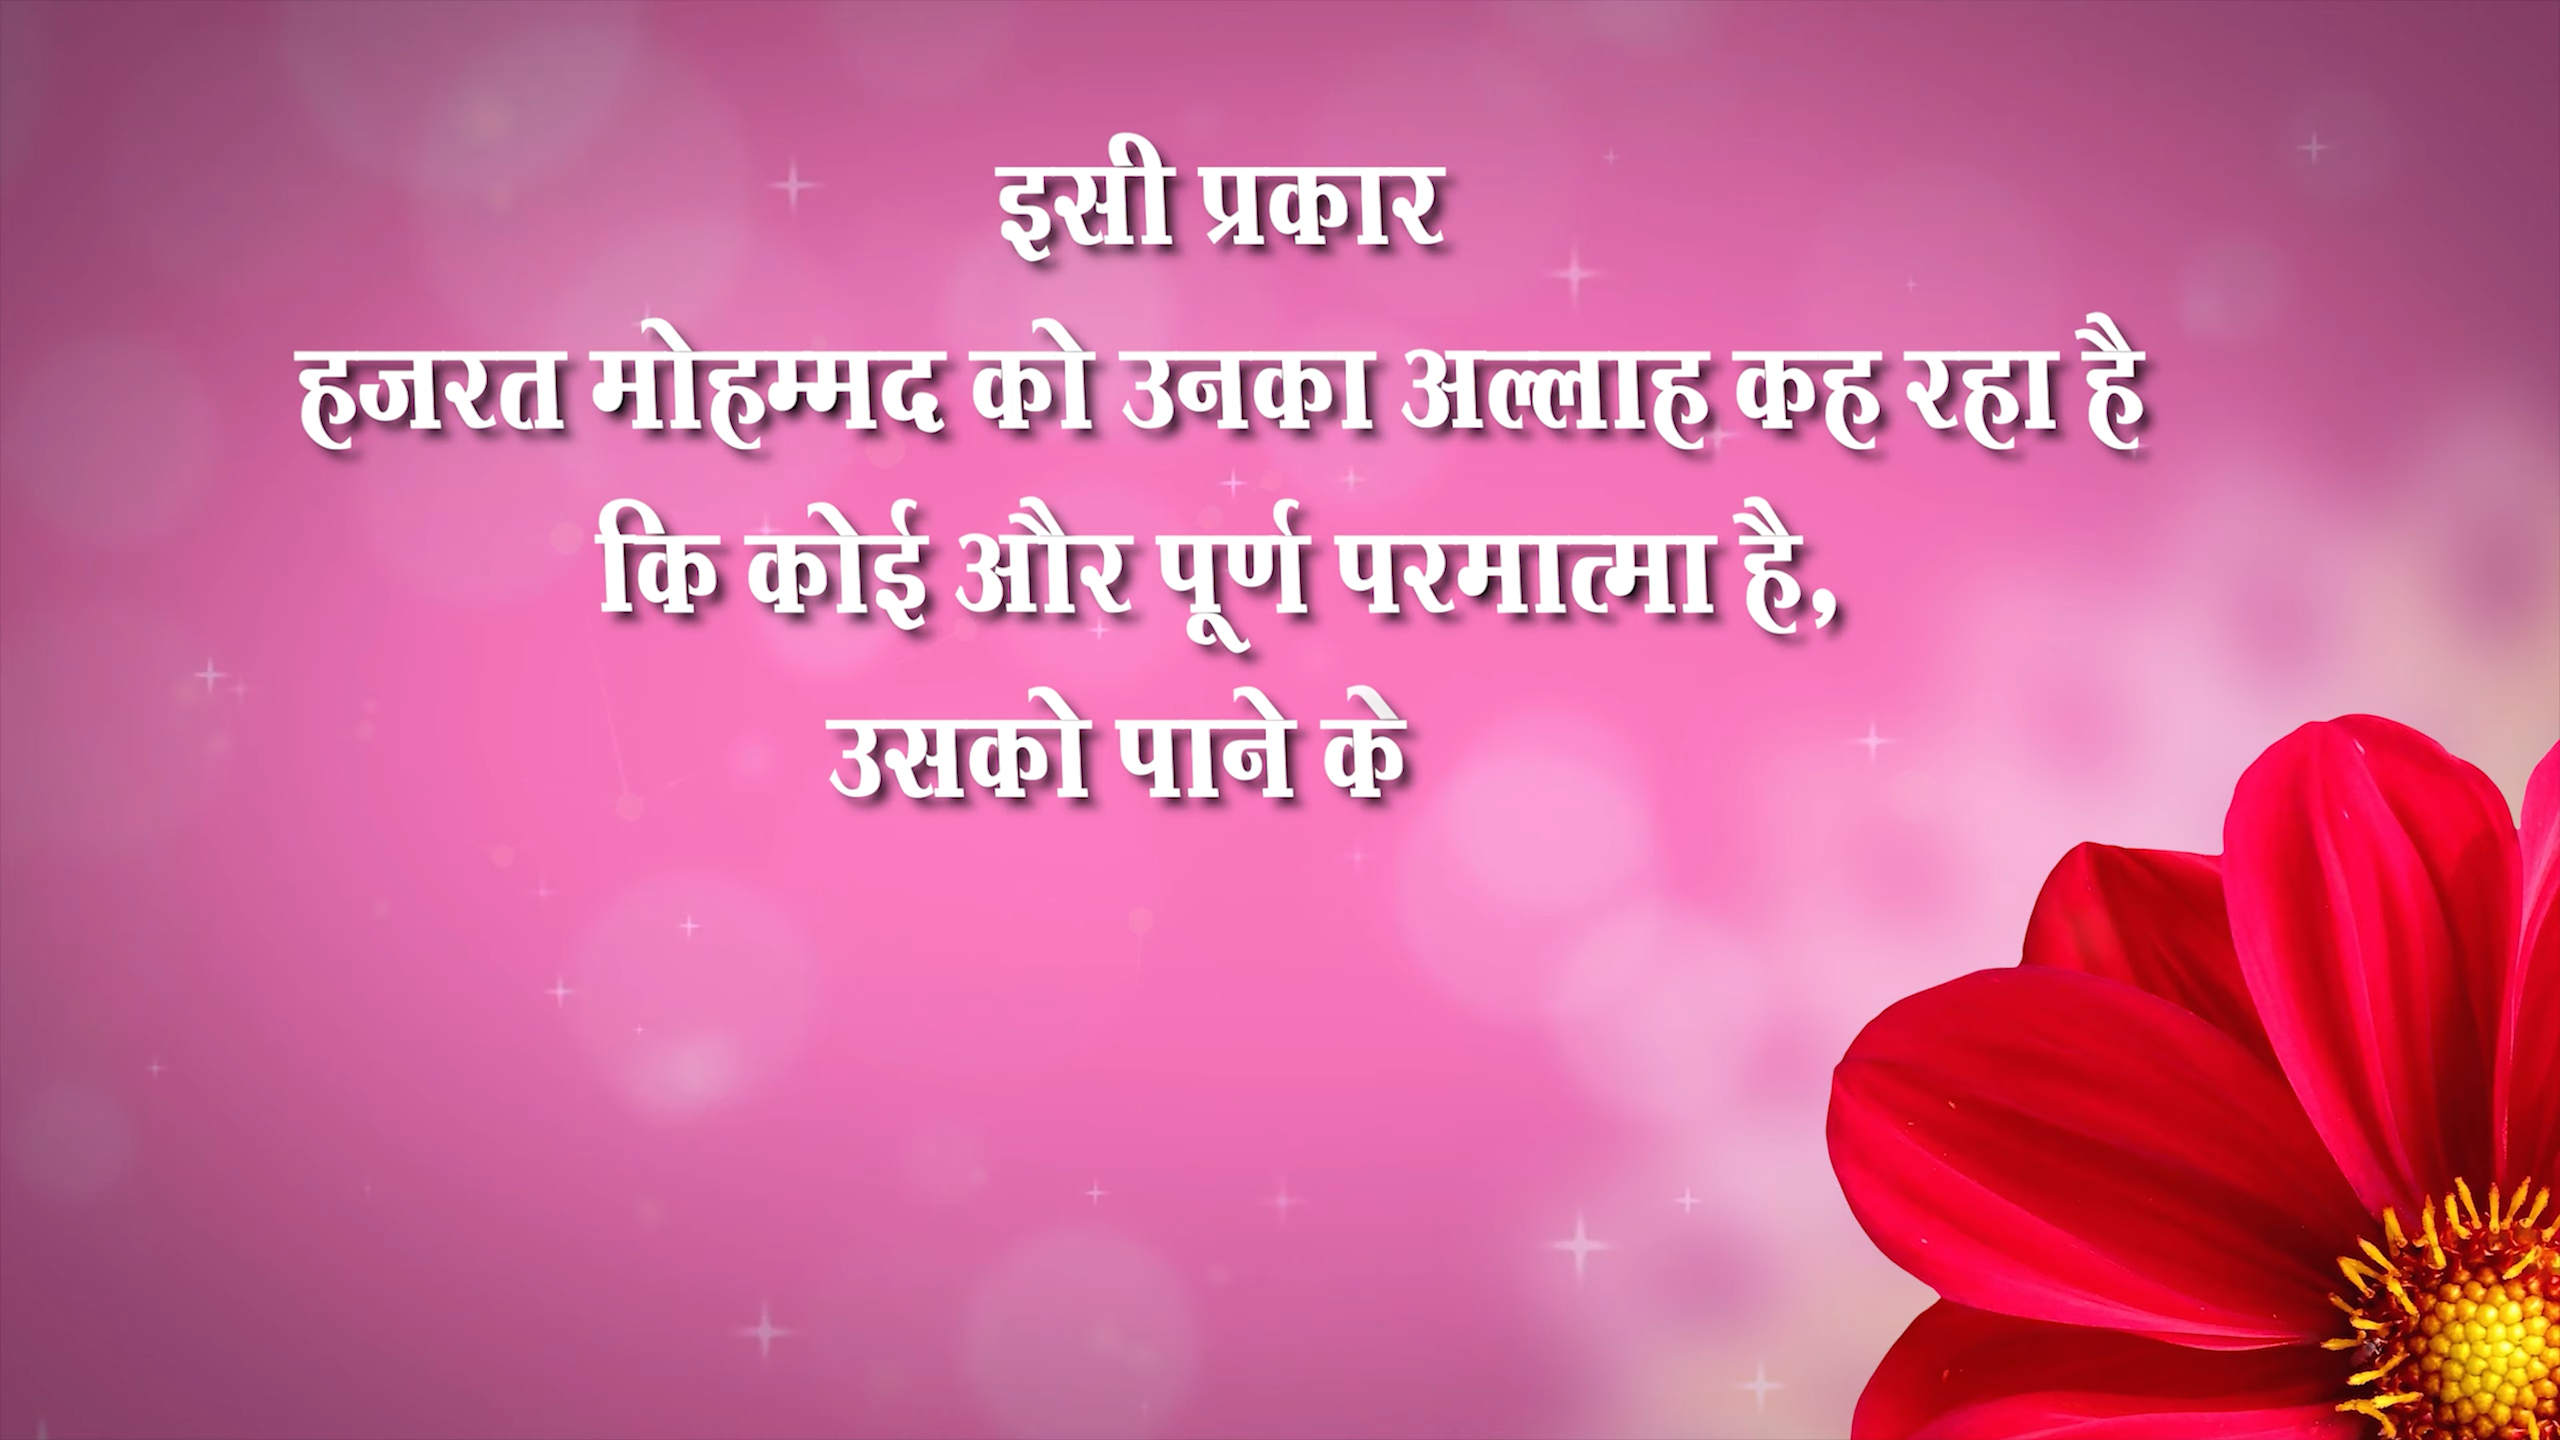 इसी प्रकार
हजरत मोहम्मद को उनका अल्लाह कह रहा है
कि कोई और पूर्ण परमात्मा है,
उसको पाने के